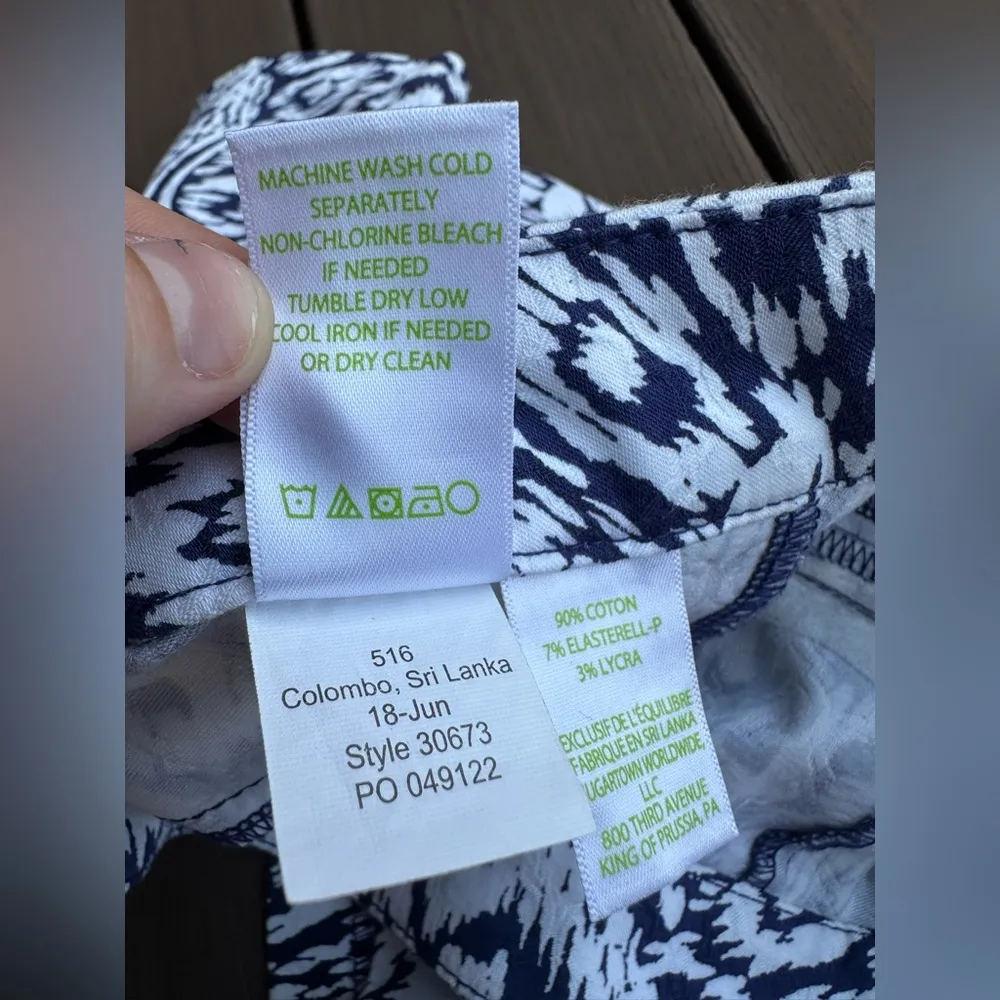 MACHINE WASH COLD
SEPARATELY
NON-CHLORINE BLEACH
IF NEEDED
TUMBLE DRY LOW
COOL IRON IF NEEDED
OR DRY CLEAN
516
Colombo, Sri Lanka
18-Jun
Style 30673
PO 049122
90% COTON
7% ELASTERELL-P
3% LYCRA
EXCLUSIF DE L'ÉQUILIBRE
FABRIQUE EN SRI LANKA
UGARTOWN WORLDWIDE,
LLC
800 THIRD AVENUE
KING OF PRUSSIA, PA